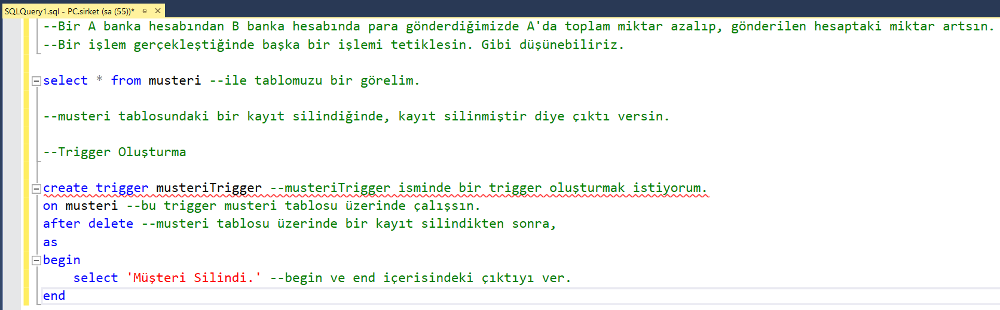 SQLQuery1.sql - PC.sirket (sa (55))*
--Bir A banka hesabından B banka hesabında para gönderdiğimizde A'da toplam miktar azalıp, gönderilen hesaptaki miktar artsın.
--Bir işlem gerçekleştiğinde başka bir işlemi tetiklesin. Gibi düşünebiliriz.
select * from musteri --ile tablomuzu bir görelim.
--musteri tablosundaki bir kayıt silindiğinde, kayıt silinmiştir diye çıktı versin.
--Trigger Oluşturma
create trigger musteriTrigger --musteriTrigger isminde bir trigger oluşturmak istiyorum.
on musteri --bu trigger musteri tablosu üzerinde çalışsın.
after delete --musteri tablosu üzerinde bir kayıt silindikten sonra,
as
begin
select 'Müşteri Silindi.' --begin ve end içerisindeki çıktıyı ver.
end